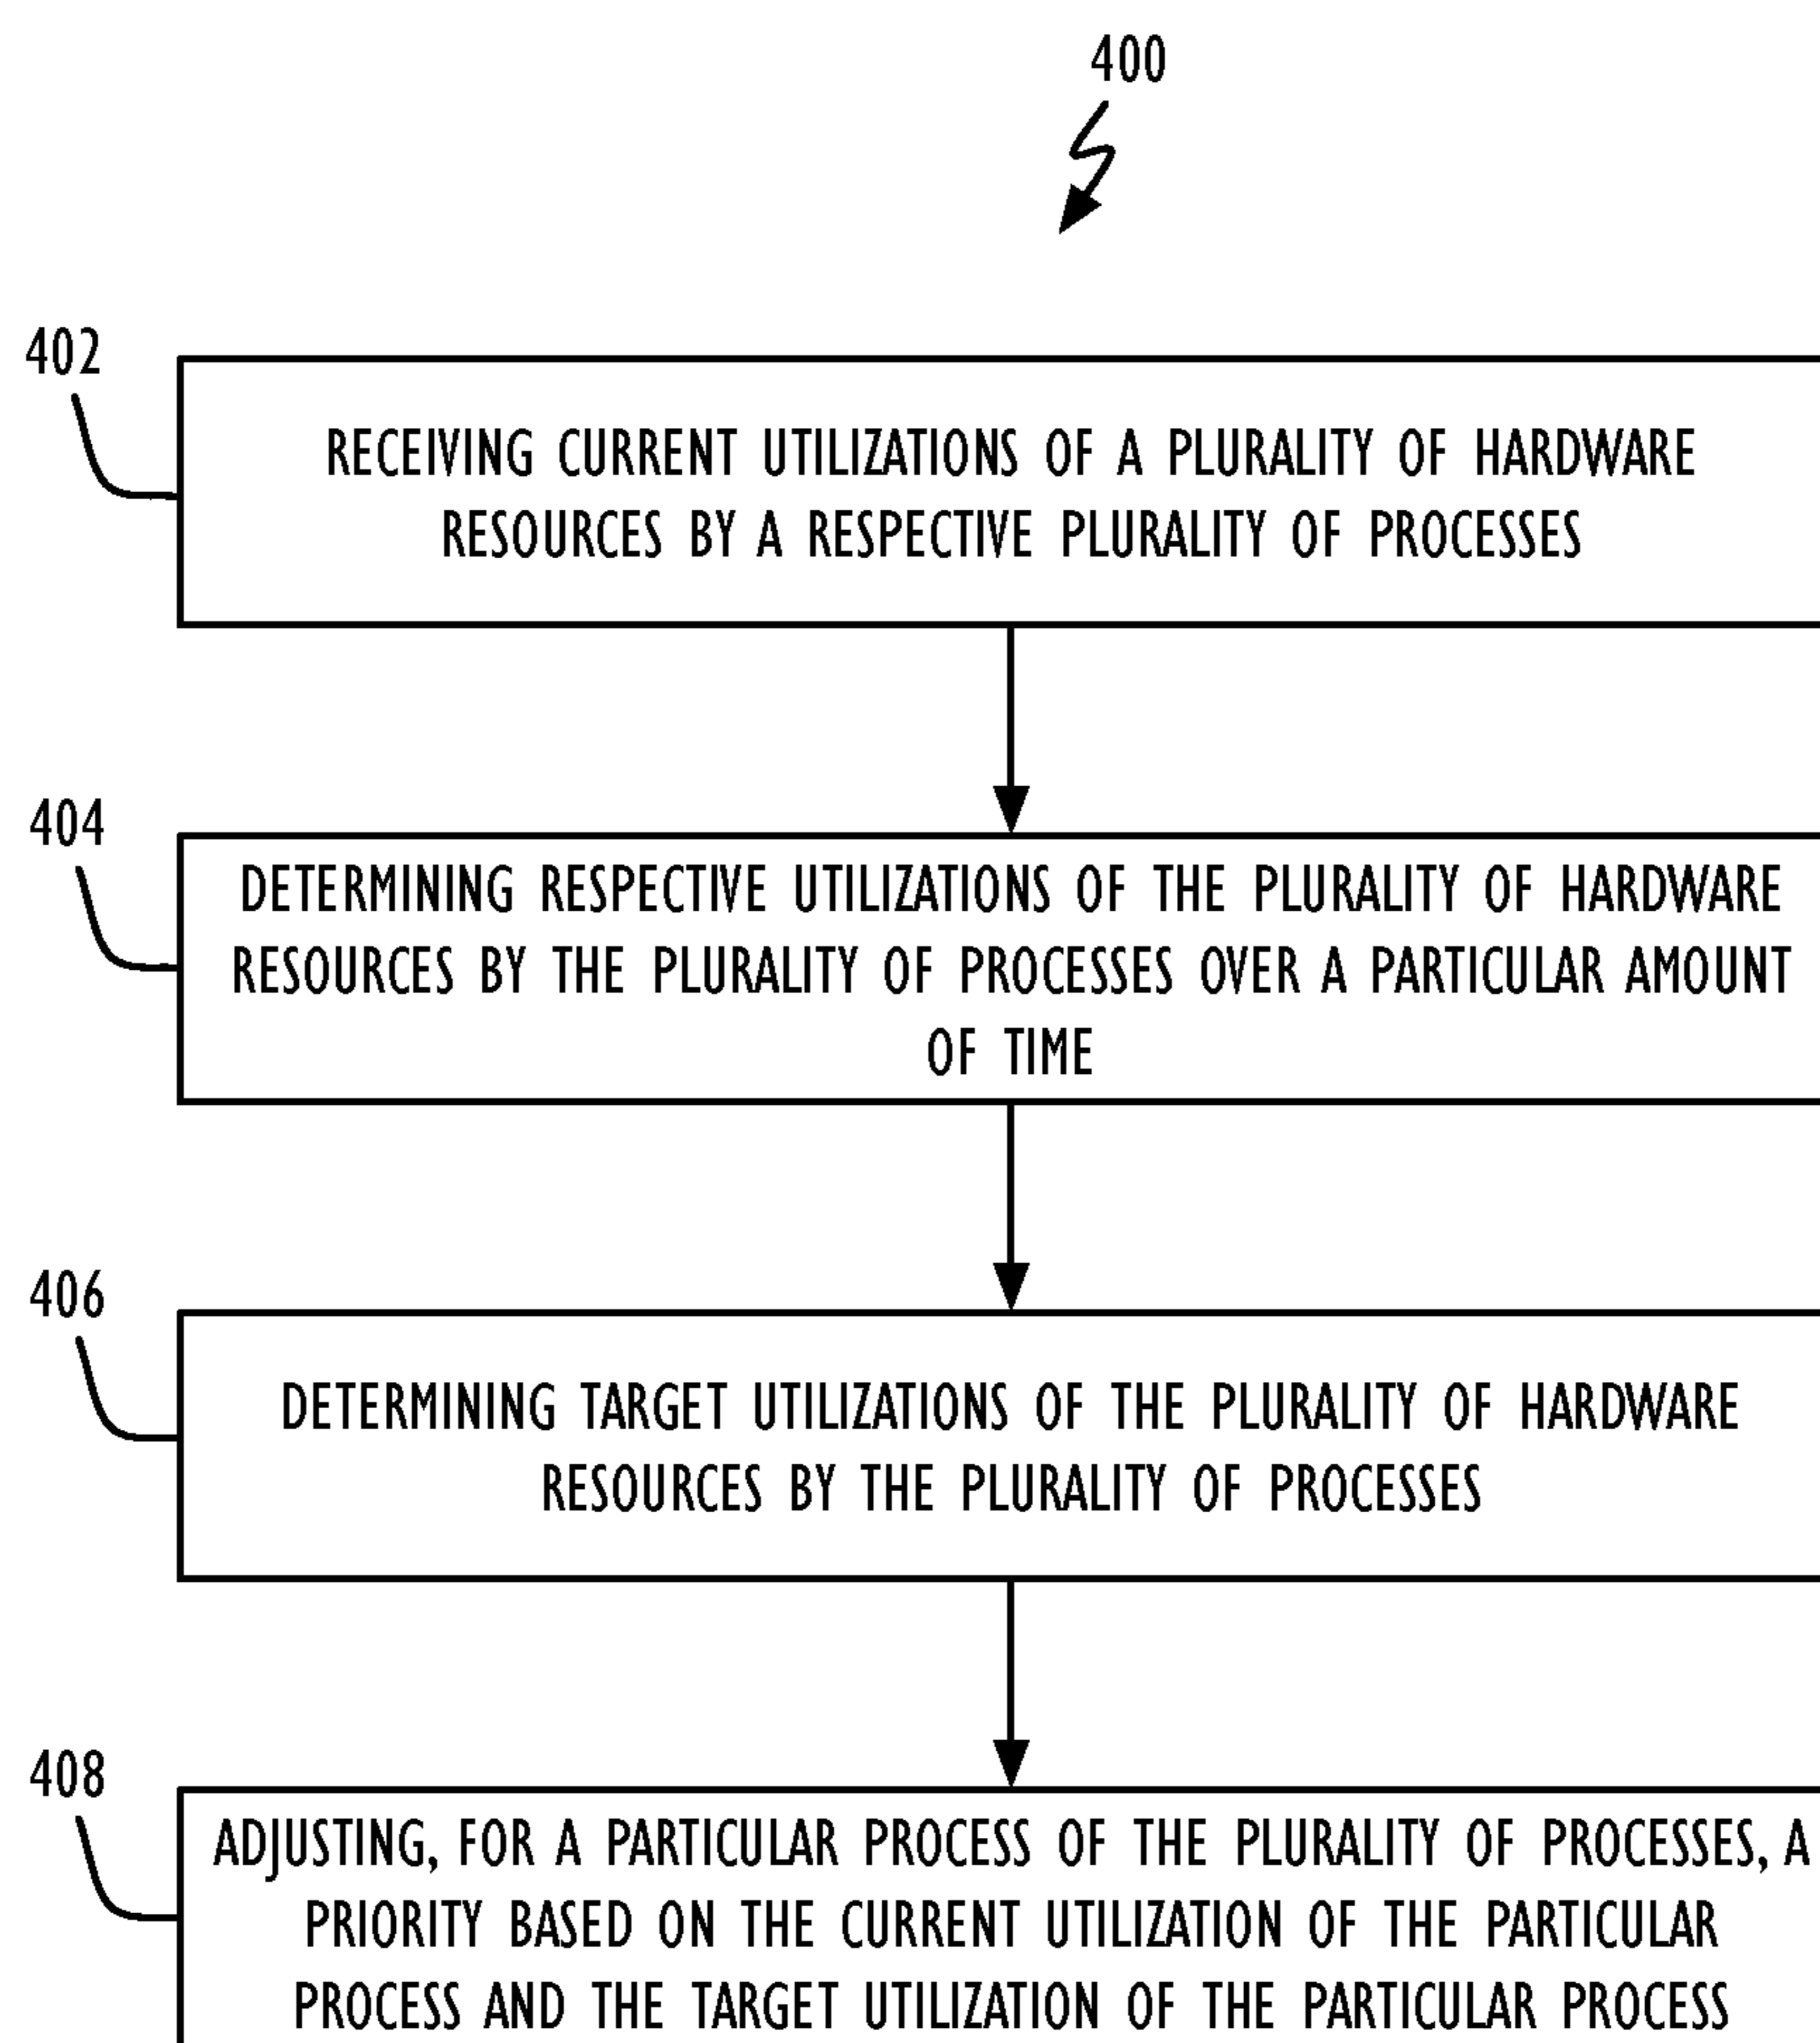 400
402
RECEIVING CURRENT UTILIZATIONS OF A PLURALITY OF HARDWARE
RESOURCES BY A RESPECTIVE PLURALITY OF PROCESSES
404
DETERMINING RESPECTIVE UTILIZATIONS OF THE PLURALITY OF HARDWARE
RESOURCES BY THE PLURALITY OF PROCESSES OVER A PARTICULAR AMOUNT
OF TIME
406
DETERMINING TARGET UTILIZATIONS OF THE PLURALITY OF HARDWARE
RESOURCES BY THE PLURALITY OF PROCESSES
408
ADJUSTING, FOR A PARTICULAR PROCESS OF THE PLURALITY OF PROCESSES, A
PRIORITY BASED ON THE CURRENT UTILIZATION OF THE PARTICULAR
PROCESS AND THE TARGET UTILIZATION OF THE PARTICULAR PROCESS